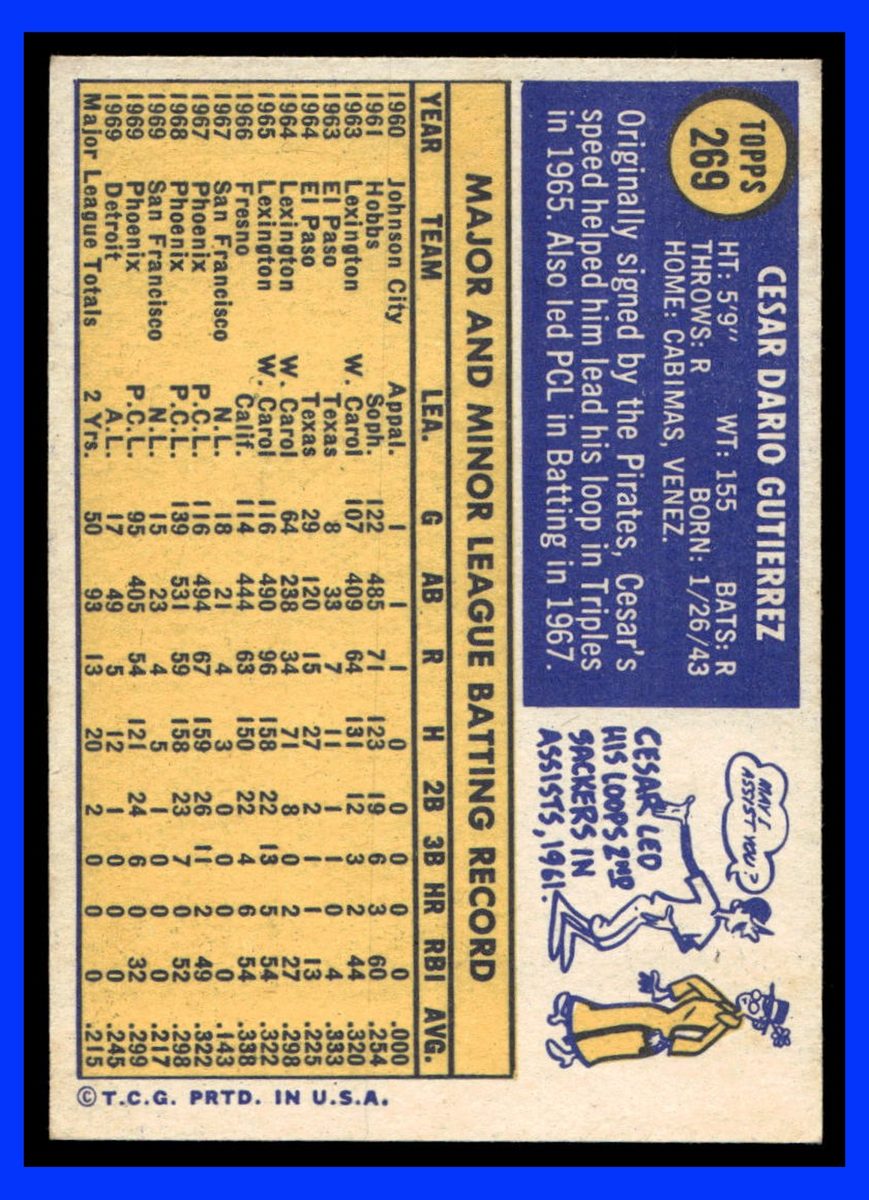 TOPPS
269
CESAR DARIO GUTIERREZ
HT: 5'9" WT: 155 BATS: R
THROWS: R BORN: 1/26/43
HOME: CABIMAS, VENEZ.
Originally signed by the Pirates, Cesar's
speed helped him lead his loop in Triples
in 1965. Also led PCL in Batting in 1967.
MAY I
ASSIST YOU?
CESAR LED
HIS LOOPS 2ND
SACKERS IN
ASSISTS, 1961.
MAJOR AND MINOR LEAGUE BATTING RECORD
YEAR TEAM LEA. G AB R H 2B 3B HR RBI AVG.
1960 Johnson City Appal. 1 1 1 0 0 0 0 0 .000
1961 Hobbs Soph. 122 485 71 123 19 6 3 60 .254
1963 Lexington W. Carol 107 409 64 131 12 3 2 44 .320
1963 El Paso Texas 8 33 7 11 1 1 0 4 .333
1964 El Paso Texas 29 120 15 27 2 1 1 13 .225
1964 Lexington W. Carol 64 238 34 71 8 0 2 27 .298
1965 Lexington W. Carol 116 490 96 158 22 13 5 54 .322
1966 Fresno Calif 114 444 63 150 22 4 6 54 .338
1967 San Francisco N.L. 18 21 4 3 0 0 0 0 .143
1967 Phoenix P.C.L. 116 494 67 159 26 11 2 49 .322
1968 Phoenix P.C.L. 139 531 59 158 23 7 0 52 .298
1969 San Francisco N.L. 15 23 4 5 1 0 0 0 .217
1969 Phoenix P.C.L. 95 405 54 121 24 6 0 32 .299
1969 Detroit A.L. 17 49 5 12 1 0 0 0 .245
Major League Totals 2 Yrs. 50 93 13 20 2 0 0 0 .215
© T.C.G. PRTD. IN U.S.A.